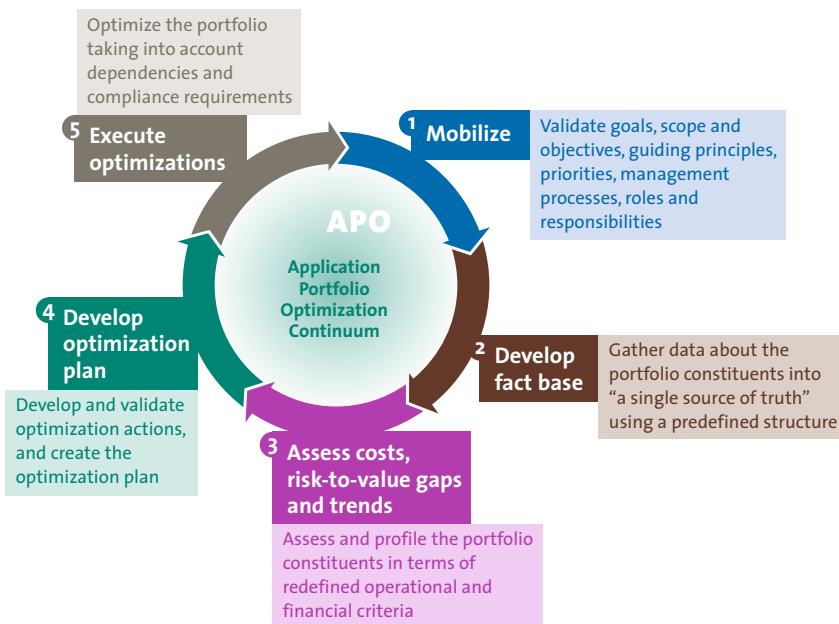 APO
Application
Portfolio
Optimization
Continuum
1 Mobilize
Validate goals, scope and
objectives, guiding principles,
priorities, management
processes, roles and
responsibilities
2 Develop
fact base
Gather data about the
portfolio constituents into
“a single source of truth”
using a predefined structure
3 Assess costs,
risk-to-value gaps
and trends
Assess and profile the portfolio
constituents in terms of
redefined operational and
financial criteria
4 Develop
optimization
plan
Develop and validate
optimization actions,
and create the
optimization plan
5 Execute
optimizations
Optimize the portfolio
taking into account
dependencies and
compliance requirements